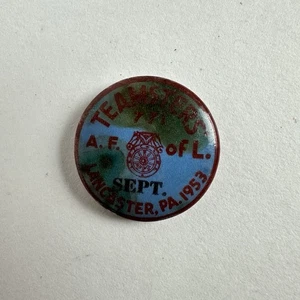 TEAMSTERS
A. F. OF L.
SEPT.
LANCASTER, PA. 1953